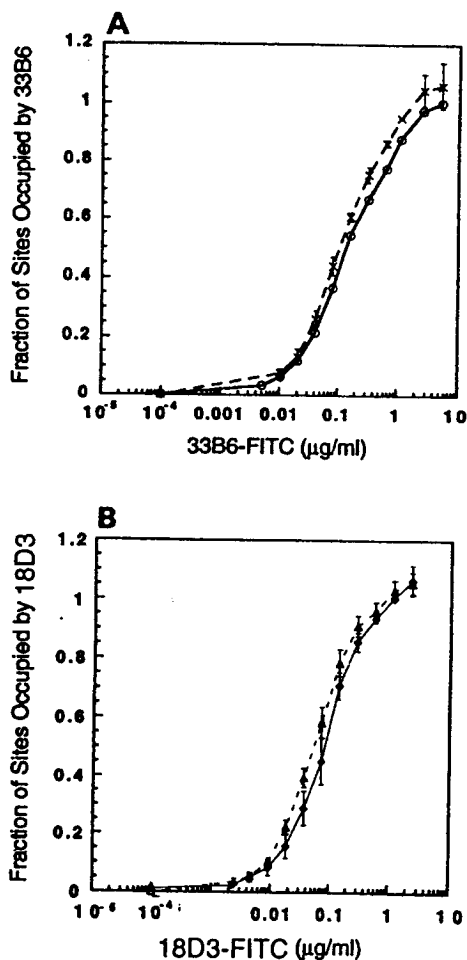 A
1.2
1
0.8
0.6
0.4
0.2
0
Fraction of Sites Occupied by 33B6
10-5 10-4 0.001 0.01 0.1 1 10
33B6-FITC (µg/ml)
B
1.2
1
0.8
0.6
0.4
0.2
0
Fraction of Sites Occupied by 18D3
10-5 10-4 0.01 0.1 1 10
18D3-FITC (µg/ml)